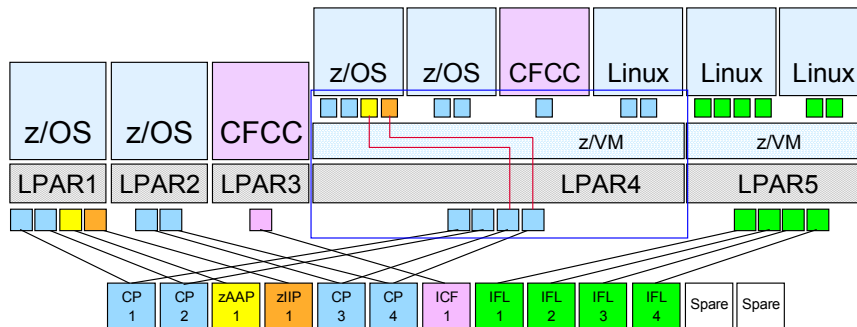 z/OS z/OS CFCC Linux Linux Linux
z/OS z/OS CFCC
z/VM z/VM
LPAR1 LPAR2 LPAR3 LPAR4 LPAR5
CP 1
CP 2
zAAP 1
zIIP 1
CP 3
CP 4
ICF 1
IFL 1
IFL 2
IFL 3
IFL 4
Spare
Spare